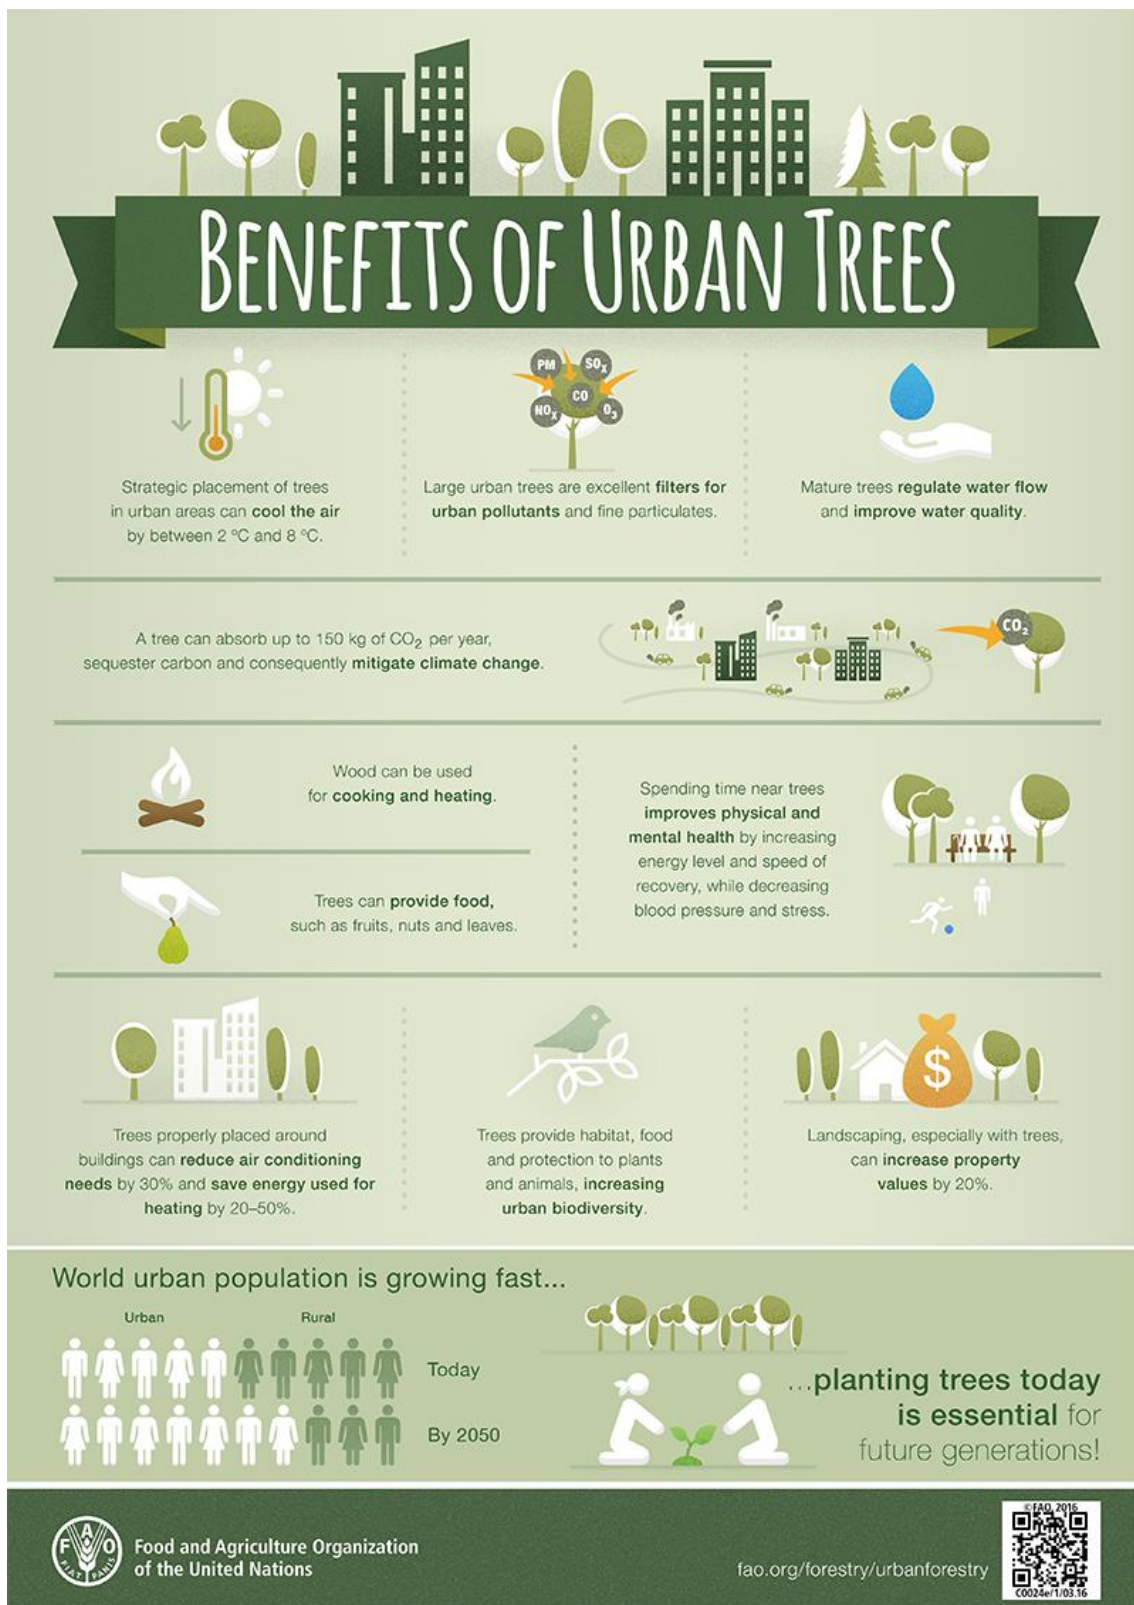 BENEFITS OF URBAN TREES
PM
SOX
CO
NOX
O3
Strategic placement of trees
in urban areas can cool the air
by between 2 ºC and 8 ºC.
Large urban trees are excellent filters for
urban pollutants and fine particulates.
Mature trees regulate water flow
and improve water quality.
A tree can absorb up to 150 kg of CO₂ per year,
sequester carbon and consequently mitigate climate change.
CO₂
Wood can be used
for cooking and heating.
Trees can provide food,
such as fruits, nuts and leaves.
Spending time near trees
improves physical and
mental health by increasing
energy level and speed of
recovery, while decreasing
blood pressure and stress.
$
Trees properly placed around
buildings can reduce air conditioning
needs by 30% and save energy used for
heating by 20–50%.
Trees provide habitat, food
and protection to plants
and animals, increasing
urban biodiversity.
Landscaping, especially with trees,
can increase property
values by 20%.
World urban population is growing fast...
Urban
Rural
Today
By 2050
...planting trees today
is essential for
future generations!
FAO
FIAT PANIS
Food and Agriculture Organization
of the United Nations
fao.org/forestry/urbanforestry
©FAO, 2016
C0024e/1/03.16